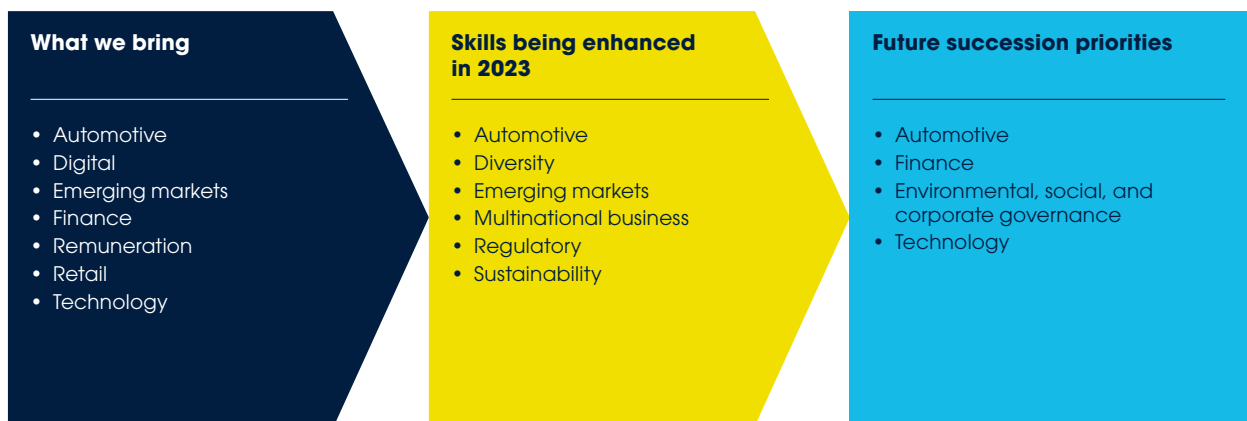 What we bring
• Automotive
• Digital
• Emerging markets
• Finance
• Remuneration
• Retail
• Technology
Skills being enhanced
in 2023
• Automotive
• Diversity
• Emerging markets
• Multinational business
• Regulatory
• Sustainability
Future succession priorities
• Automotive
• Finance
• Environmental, social, and
corporate governance
• Technology